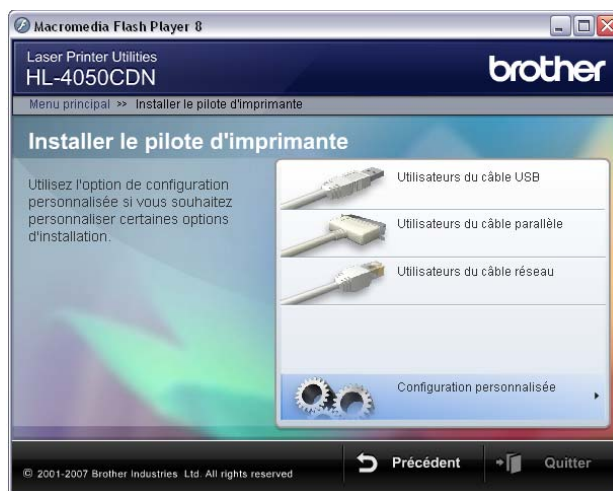 Macromedia Flash Player 8
Laser Printer Utilities
HL-4050CDN
brother
Menu principal >> Installer le pilote d'imprimante
Installer le pilote d'imprimante
Utilisez l'option de configuration
personnalisée si vous souhaitez
personnaliser certaines options
d'installation.
Utilisateurs du câble USB
Utilisateurs du câble parallèle
Utilisateurs du câble réseau
Configuration personnalisée
© 2001-2007 Brother Industries Ltd. All rights reserved
Précédent
Quitter